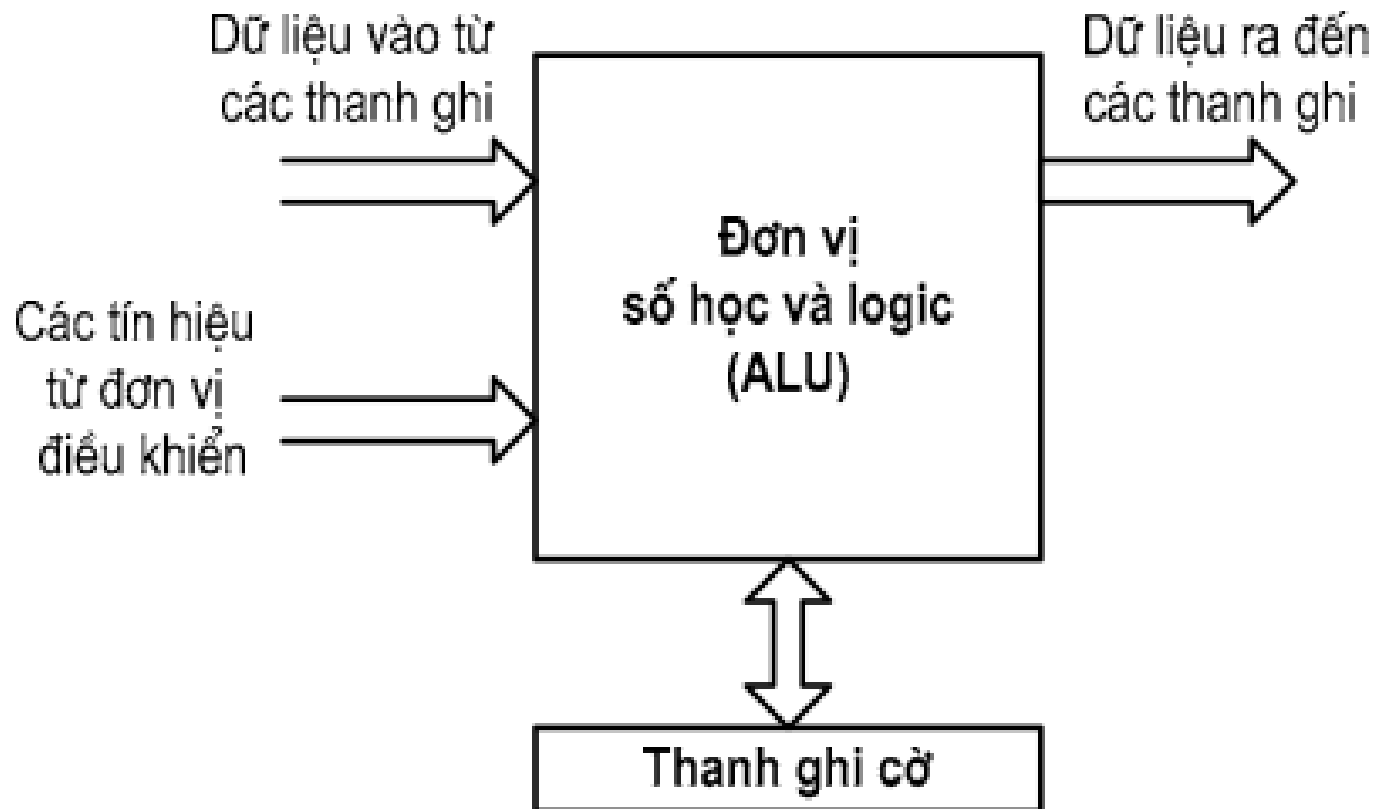 Dữ liệu vào từ
các thanh ghi
Dữ liệu ra đến
các thanh ghi
Đơn vị
số học và logic
(ALU)
Các tín hiệu
từ đơn vị
điều khiển
Thanh ghi cờ